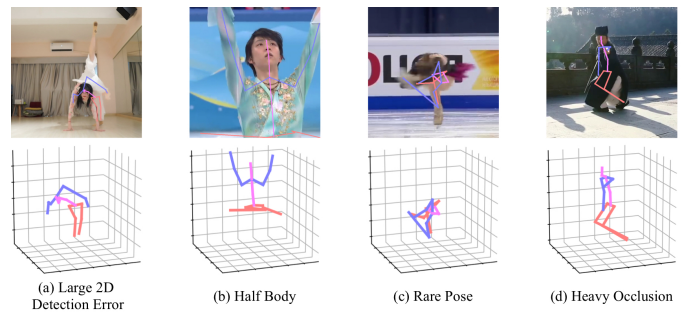 (a) Large 2D
Detection Error
(b) Half Body
(c) Rare Pose
(d) Heavy Occlusion